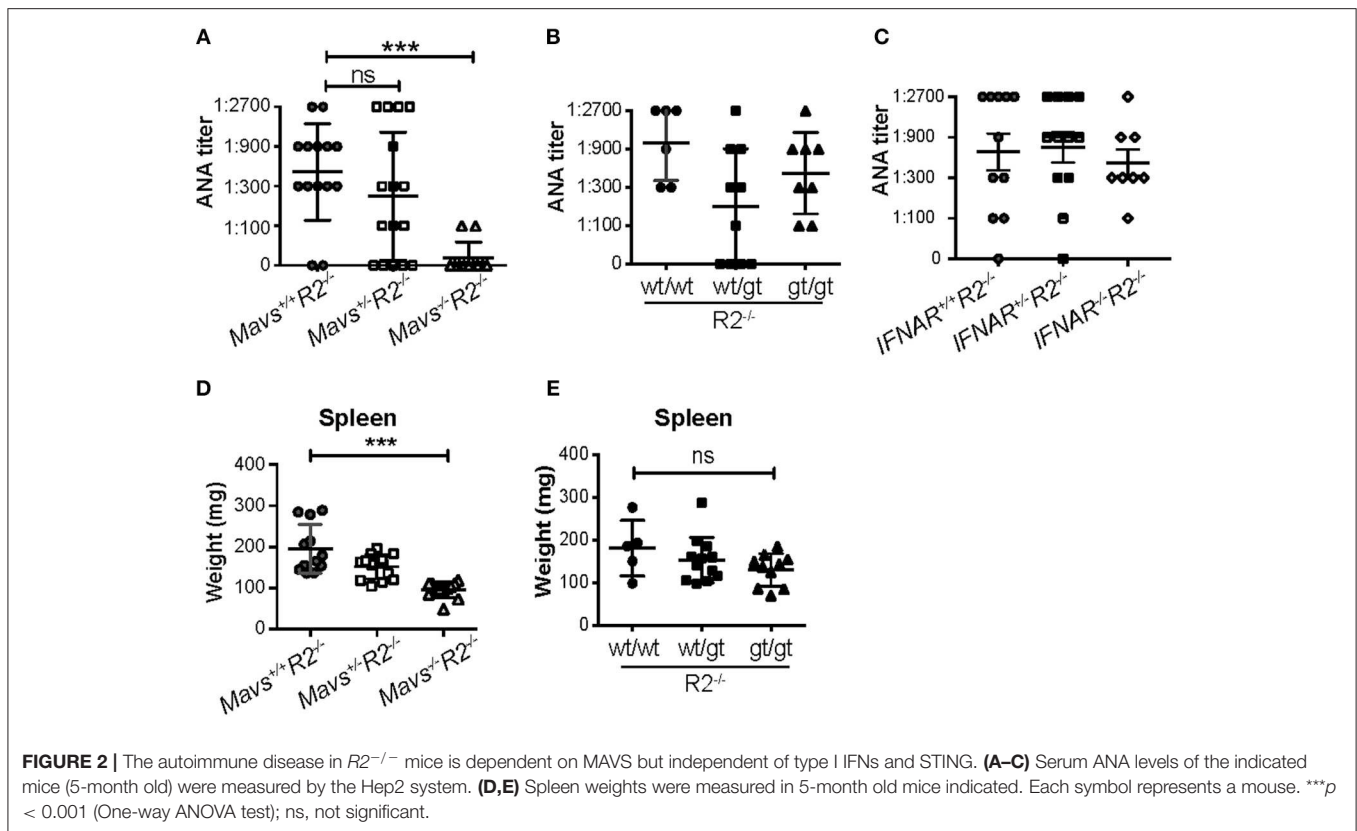 A
***
ns
1:2700
1:900
1:300
1:100
0
ANA titer
Mavs+/+R2-/-
Mavs+/-R2-/-
Mavs-/-R2-/-
B
1:2700
1:900
1:300
1:100
0
ANA titer
wt/wt wt/gt gt/gt
R2-/-
C
1:2700
1:900
1:300
1:100
0
ANA titer
IFNAR+/+R2-/-
IFNAR+/-R2-/-
IFNAR-/-R2-/-
D
Spleen
***
400
300
200
100
0
Weight (mg)
Mavs+/+R2-/-
Mavs+/-R2-/-
Mavs-/-R2-/-
E
Spleen
ns
400
300
200
100
0
Weight (mg)
wt/wt wt/gt gt/gt
R2-/-
FIGURE 2 | The autoimmune disease in R2−/− mice is dependent on MAVS but independent of type I IFNs and STING. (A–C) Serum ANA levels of the indicated
mice (5-month old) were measured by the Hep2 system. (D,E) Spleen weights were measured in 5-month old mice indicated. Each symbol represents a mouse. ***p
< 0.001 (One-way ANOVA test); ns, not significant.